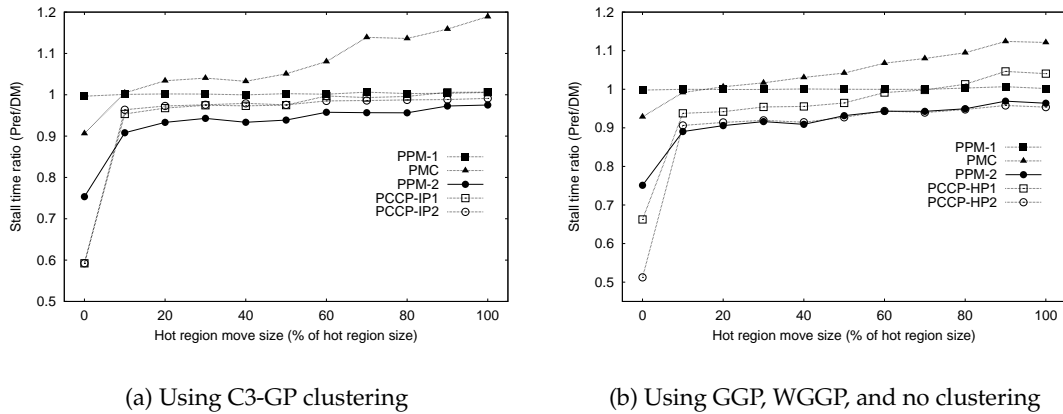 1.2
1.1
1
0.9
0.8
0.7
0.6
0.5
Stall time ratio (Pref/DM)
PPM-1
PMC
PPM-2
PCCP-IP1
PCCP-IP2
0 20 40 60 80 100
Hot region move size (% of hot region size)
(a) Using C3-GP clustering
1.2
1.1
1
0.9
0.8
0.7
0.6
0.5
Stall time ratio (Pref/DM)
PPM-1
PMC
PPM-2
PCCP-HP1
PCCP-HP2
0 20 40 60 80 100
Hot region move size (% of hot region size)
(b) Using GGP, WGGP, and no clustering